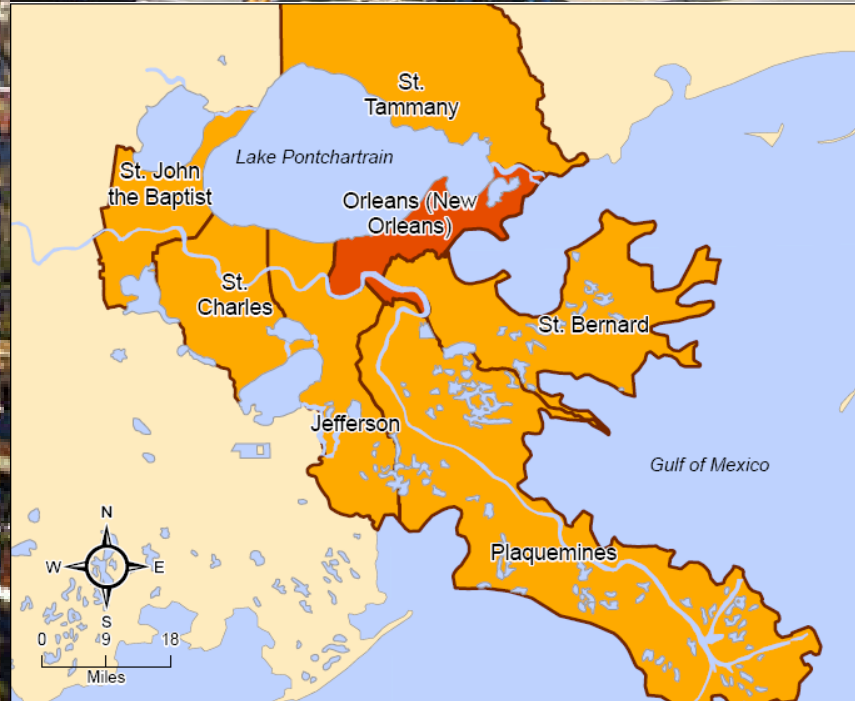 St.
Tammany
Lake Pontchartrain
St. John
the Baptist
Orleans (New
Orleans)
St.
Charles
St. Bernard
Jefferson
Gulf of Mexico
Plaquemines
N
W
E
S
0 9 18
Miles